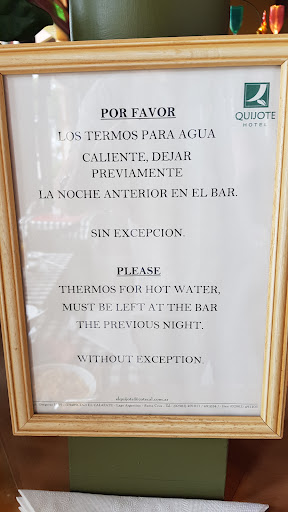 QUIJOTE
HOTEL
POR FAVOR
LOS TERMOS PARA AGUA
CALIENTE, DEJAR
PREVIAMENTE
LA NOCHE ANTERIOR EN EL BAR.
SIN EXCEPCION.
PLEASE
THERMOS FOR HOT WATER,
MUST BE LEFT AT THE BAR
THE PREVIOUS NIGHT.
WITHOUT EXCEPTION.